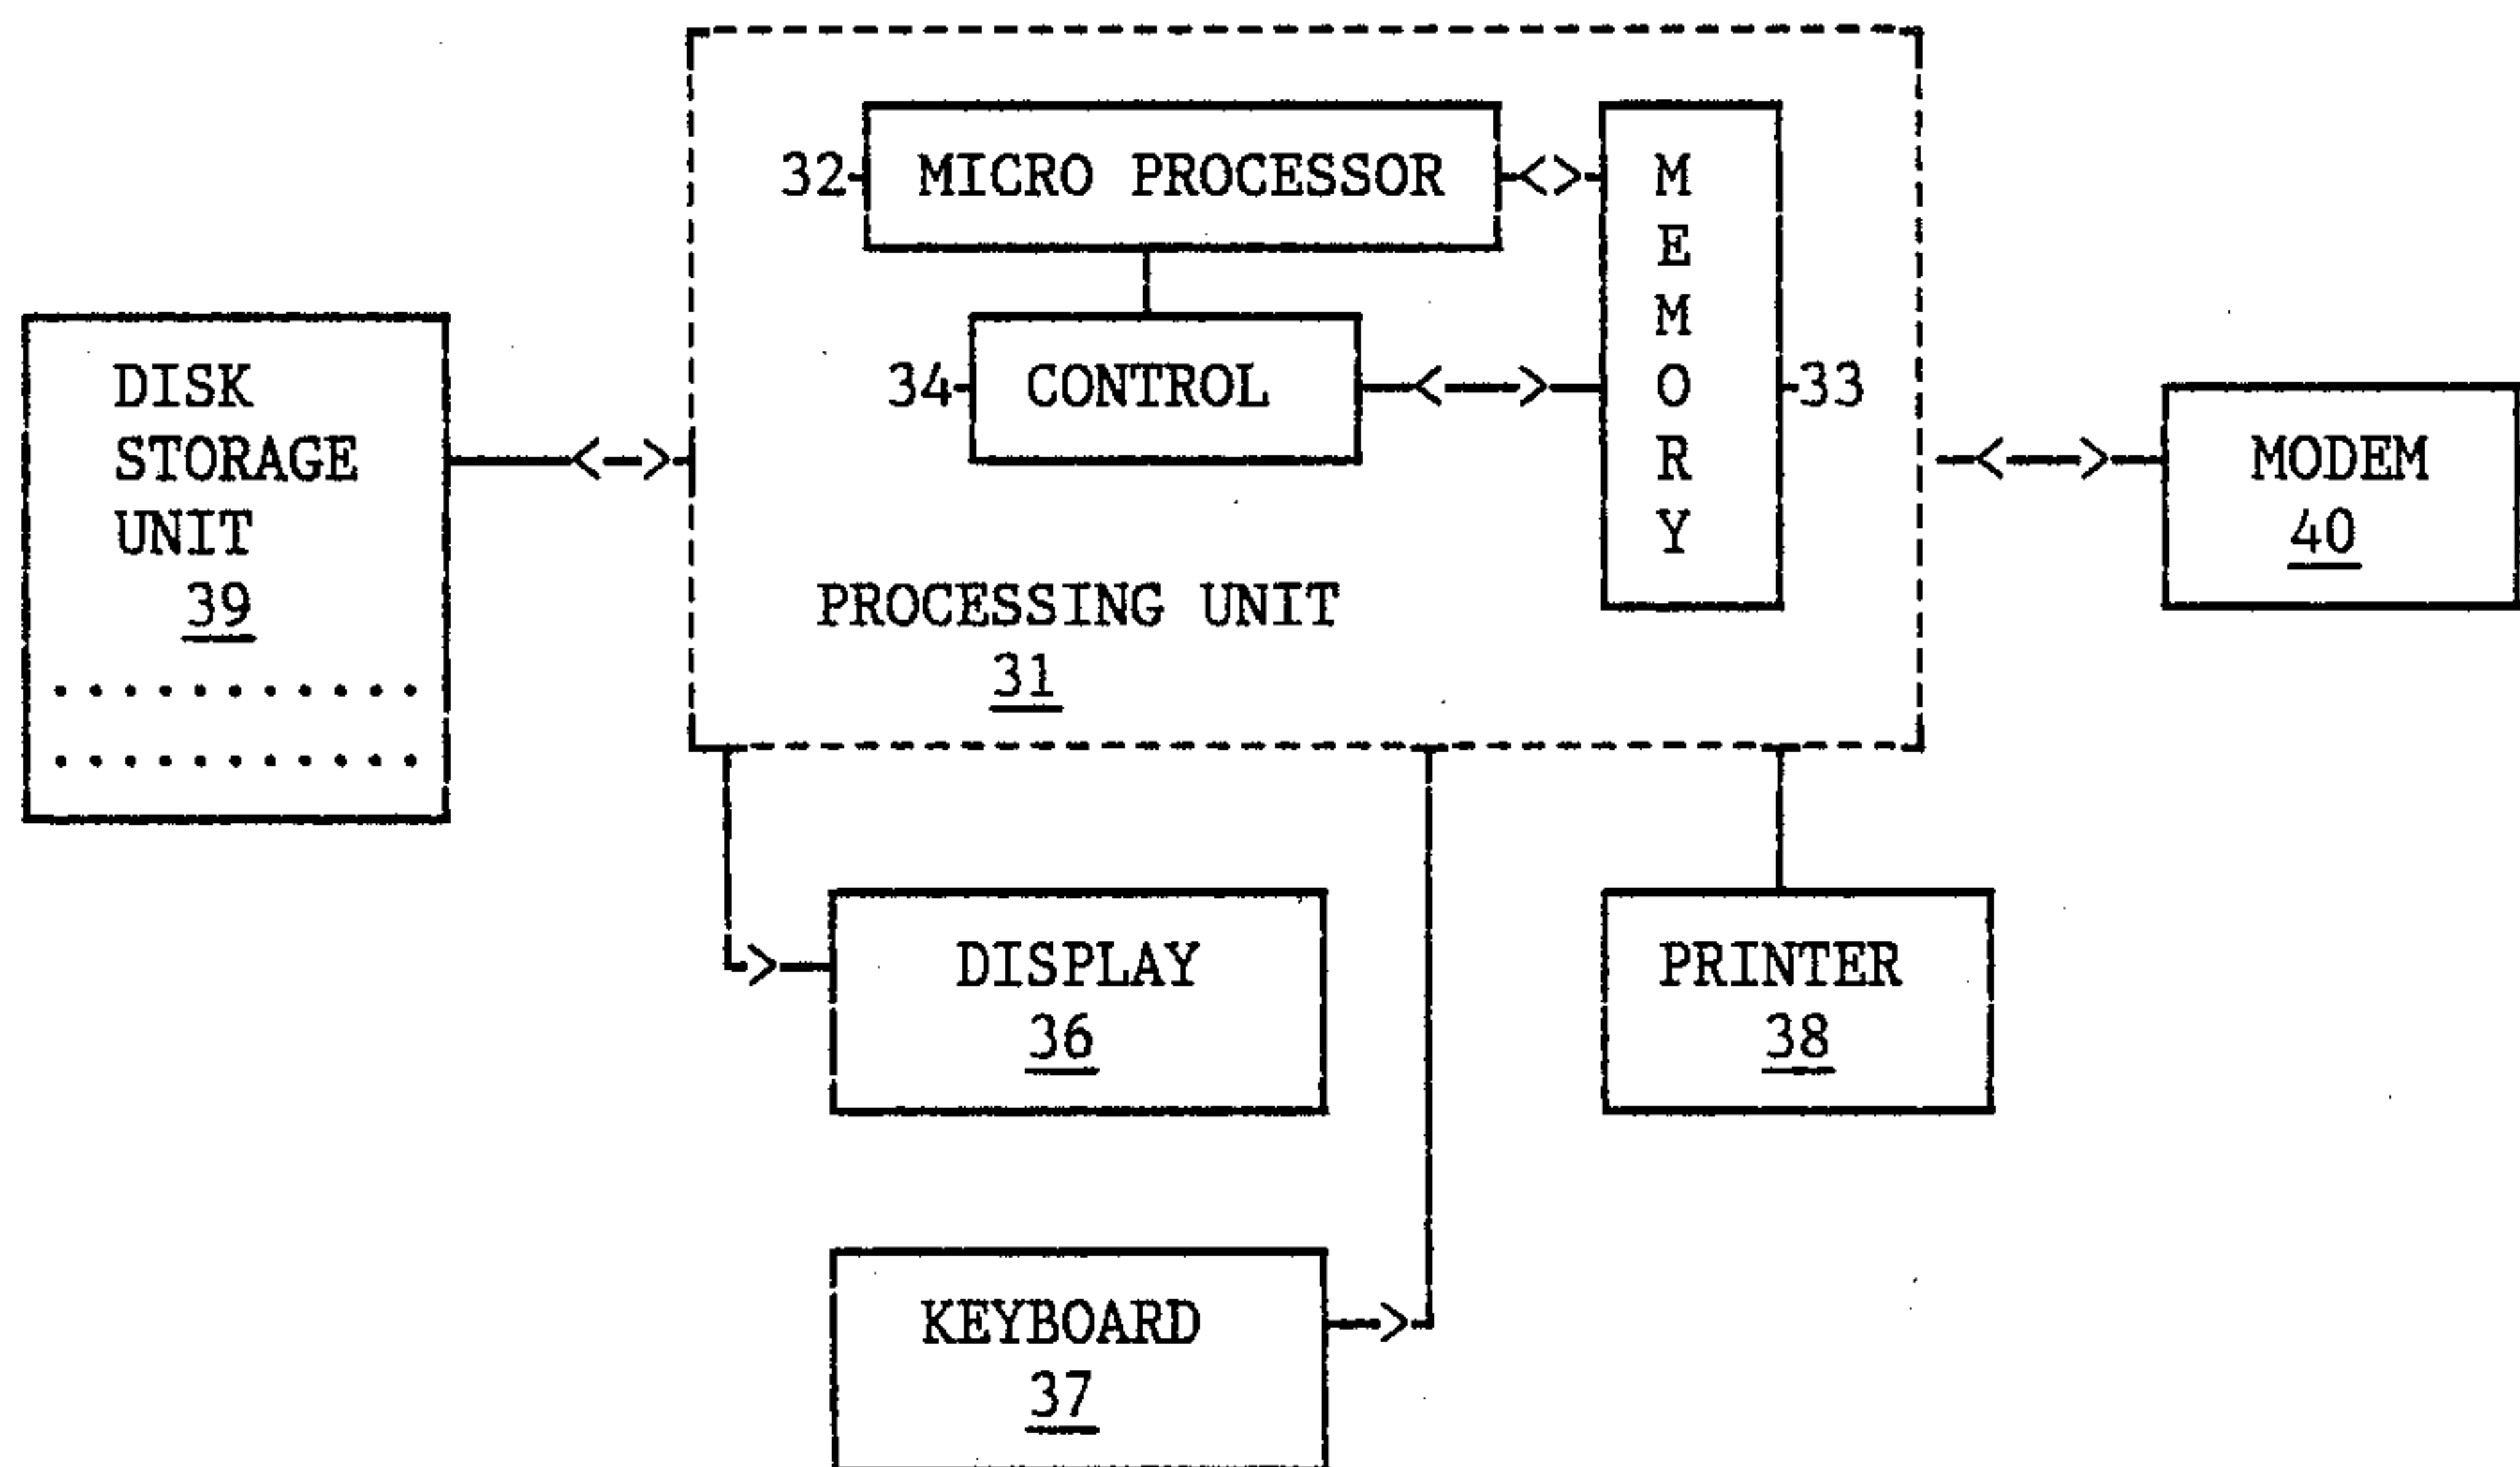 32 MICRO PROCESSOR
MEMORY
33
34 CONTROL
PROCESSING UNIT
31
DISK
STORAGE
UNIT
39
MODEM
40
DISPLAY
36
PRINTER
38
KEYBOARD
37